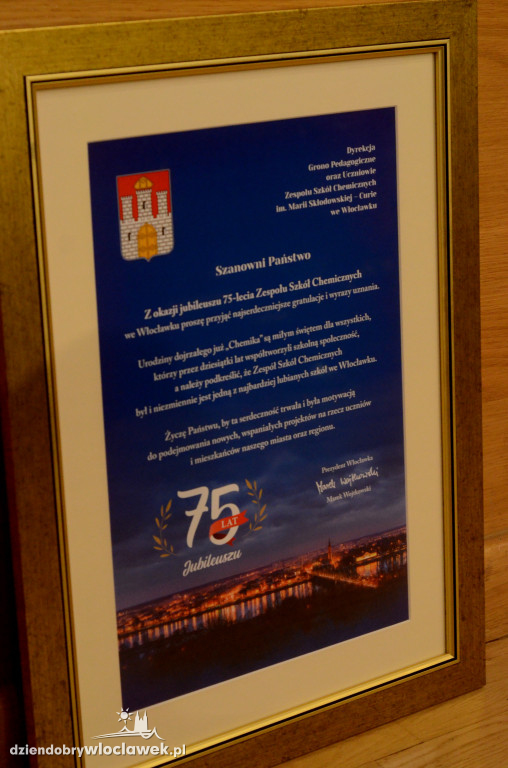 Dyrekcja
Grono Pedagogiczne
oraz Uczniowie
Zespołu Szkół Chemicznych
im. Marii Skłodowskiej – Curie
we Włocławku
Szanowni Państwo
Z okazji jubileuszu 75-lecia Zespołu Szkół Chemicznych
we Włocławku proszę przyjąć najserdeczniejsze gratulacje i wyrazy uznania.
Urodziny dojrzałego już „Chemika” są miłym świętem dla wszystkich,
którzy przez dziesiątki lat współtworzyli szkolną społeczność,
a należy podkreślić, że Zespół Szkół Chemicznych
był i niezmiennie jest jedną z najbardziej lubianych szkół we Włocławku.
Życzę Państwu, by ta serdeczność trwała i była motywacją
do podejmowania nowych, wspaniałych projektów na rzecz uczniów
i mieszkańców naszego miasta oraz regionu.
Prezydent Włocławka
Marek Wojtkowski
Marek Wojtkowski
75
LAT
Jubileuszu
dziendobrywloclawek.pl